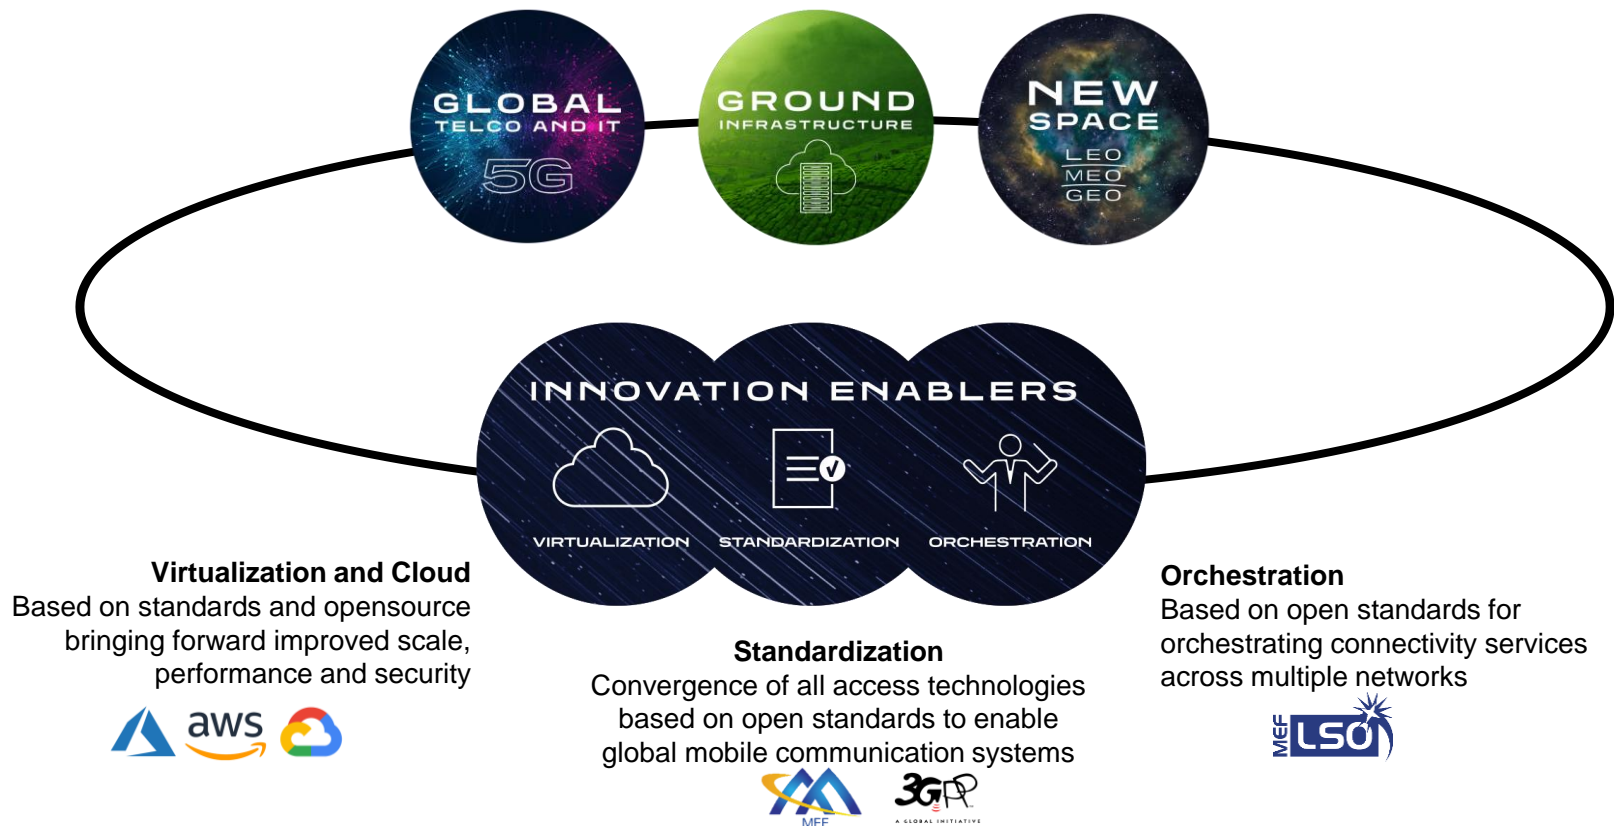 GLOBAL
TELCO AND IT
5G
GROUND
INFRASTRUCTURE
NEW
SPACE
LEO
MEO
GEO
INNOVATION ENABLERS
VIRTUALIZATION
STANDARDIZATION
ORCHESTRATION
Virtualization and Cloud
Based on standards and opensource
bringing forward improved scale,
performance and security
aws
Standardization
Convergence of all access technologies
based on open standards to enable
global mobile communication systems
MEF
3GPP
A GLOBAL INITIATIVE
Orchestration
Based on open standards for
orchestrating connectivity services
across multiple networks
MEF
LSO